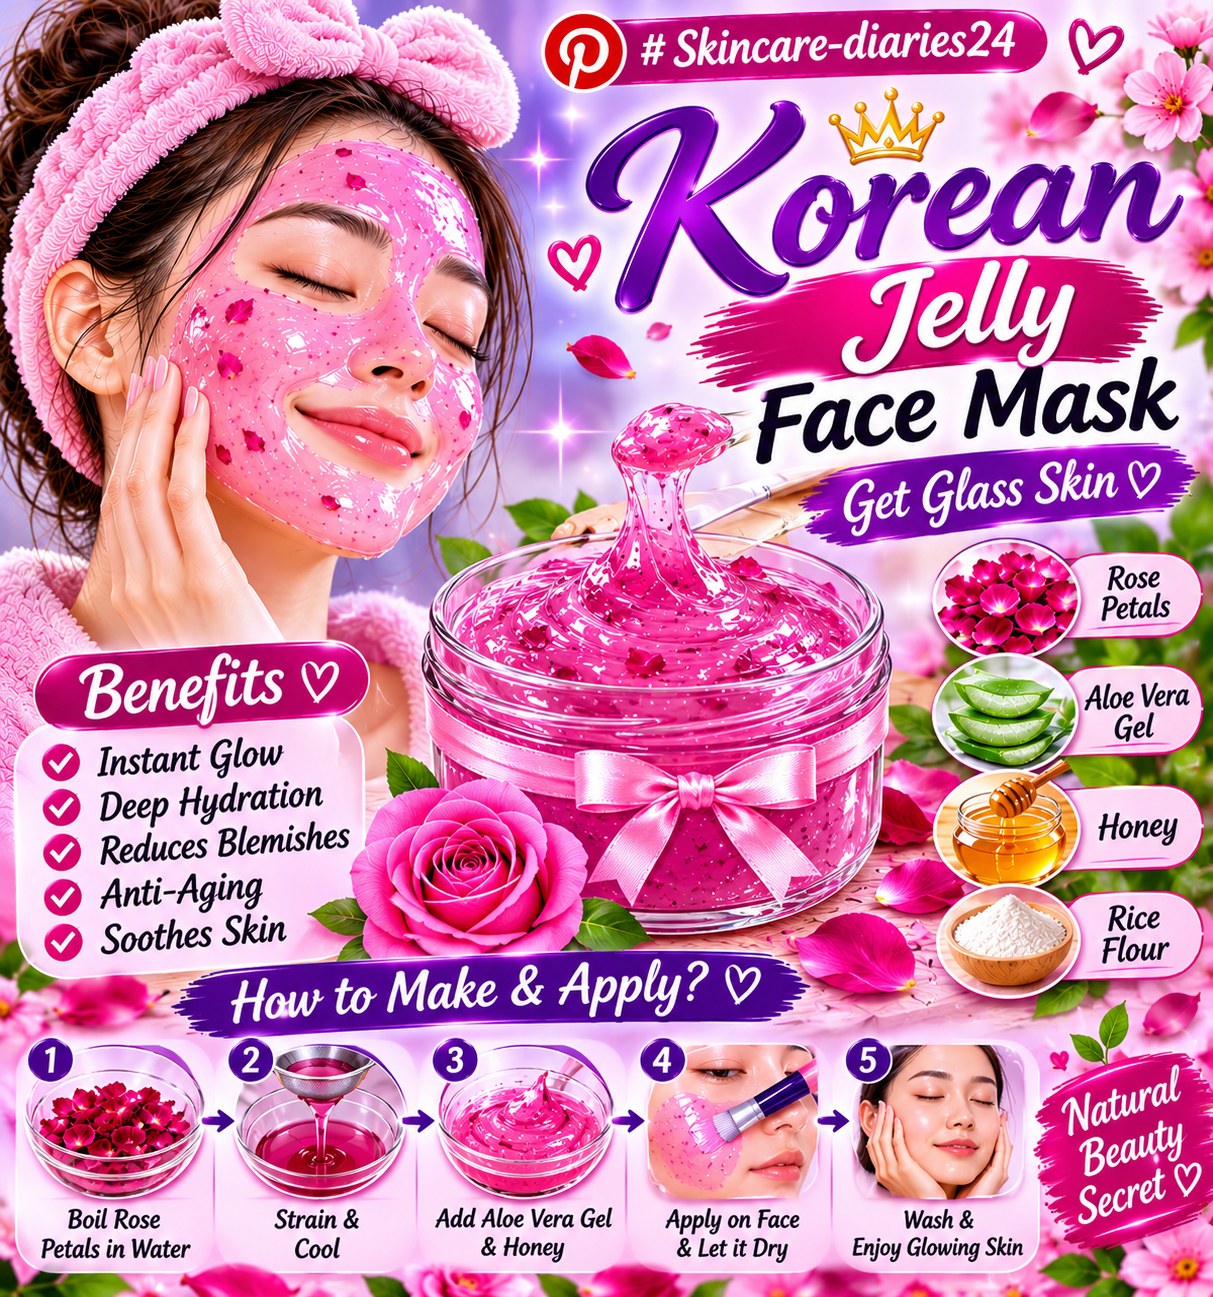 # Skincare-diaries24
Korean
Jelly
Face Mask
Get Glass Skin
Rose
Petals
Aloe Vera
Gel
Honey
Rice
Flour
Benefits
Instant Glow
Deep Hydration
Reduces Blemishes
Anti-Aging
Soothes Skin
How to Make & Apply?
1
Boil Rose
Petals in Water
2
Strain &
Cool
3
Add Aloe Vera Gel
& Honey
4
Apply on Face
& Let it Dry
5
Wash &
Enjoy Glowing Skin
Natural
Beauty
Secret